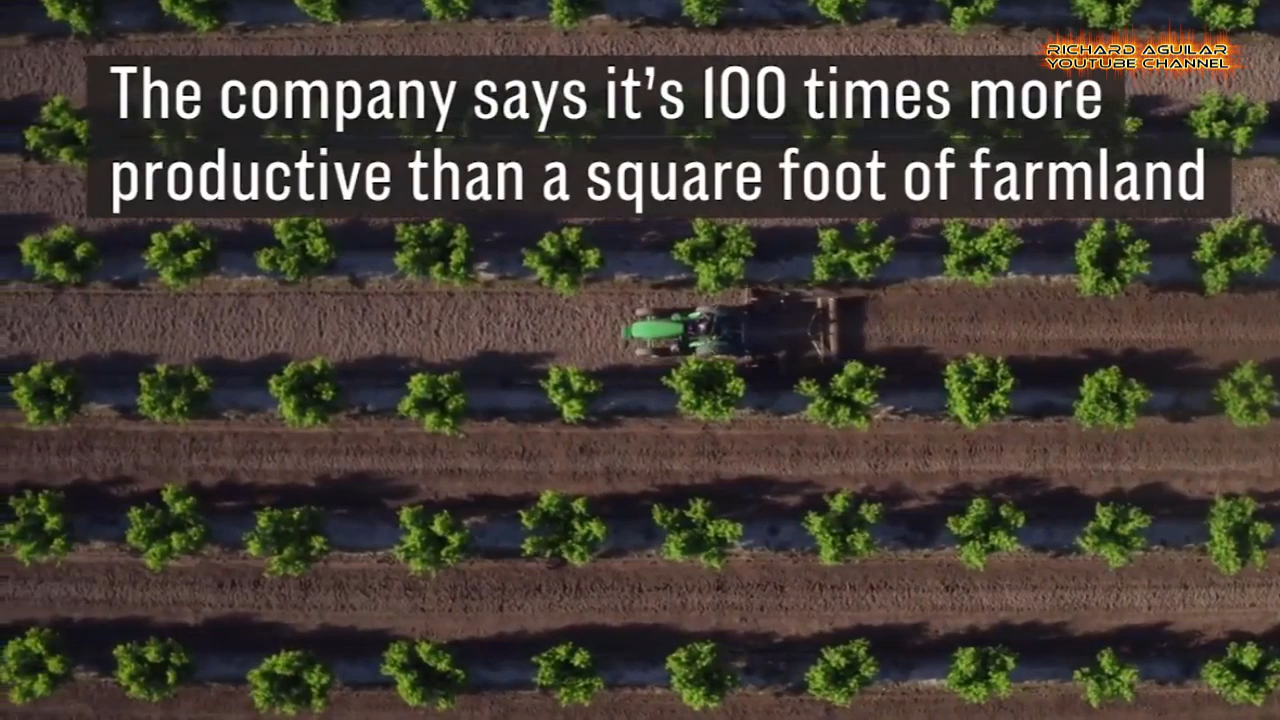 RICHARD AGUILAR
YOUTUBE CHANNEL
The company says it's 100 times more
productive than a square foot of farmland